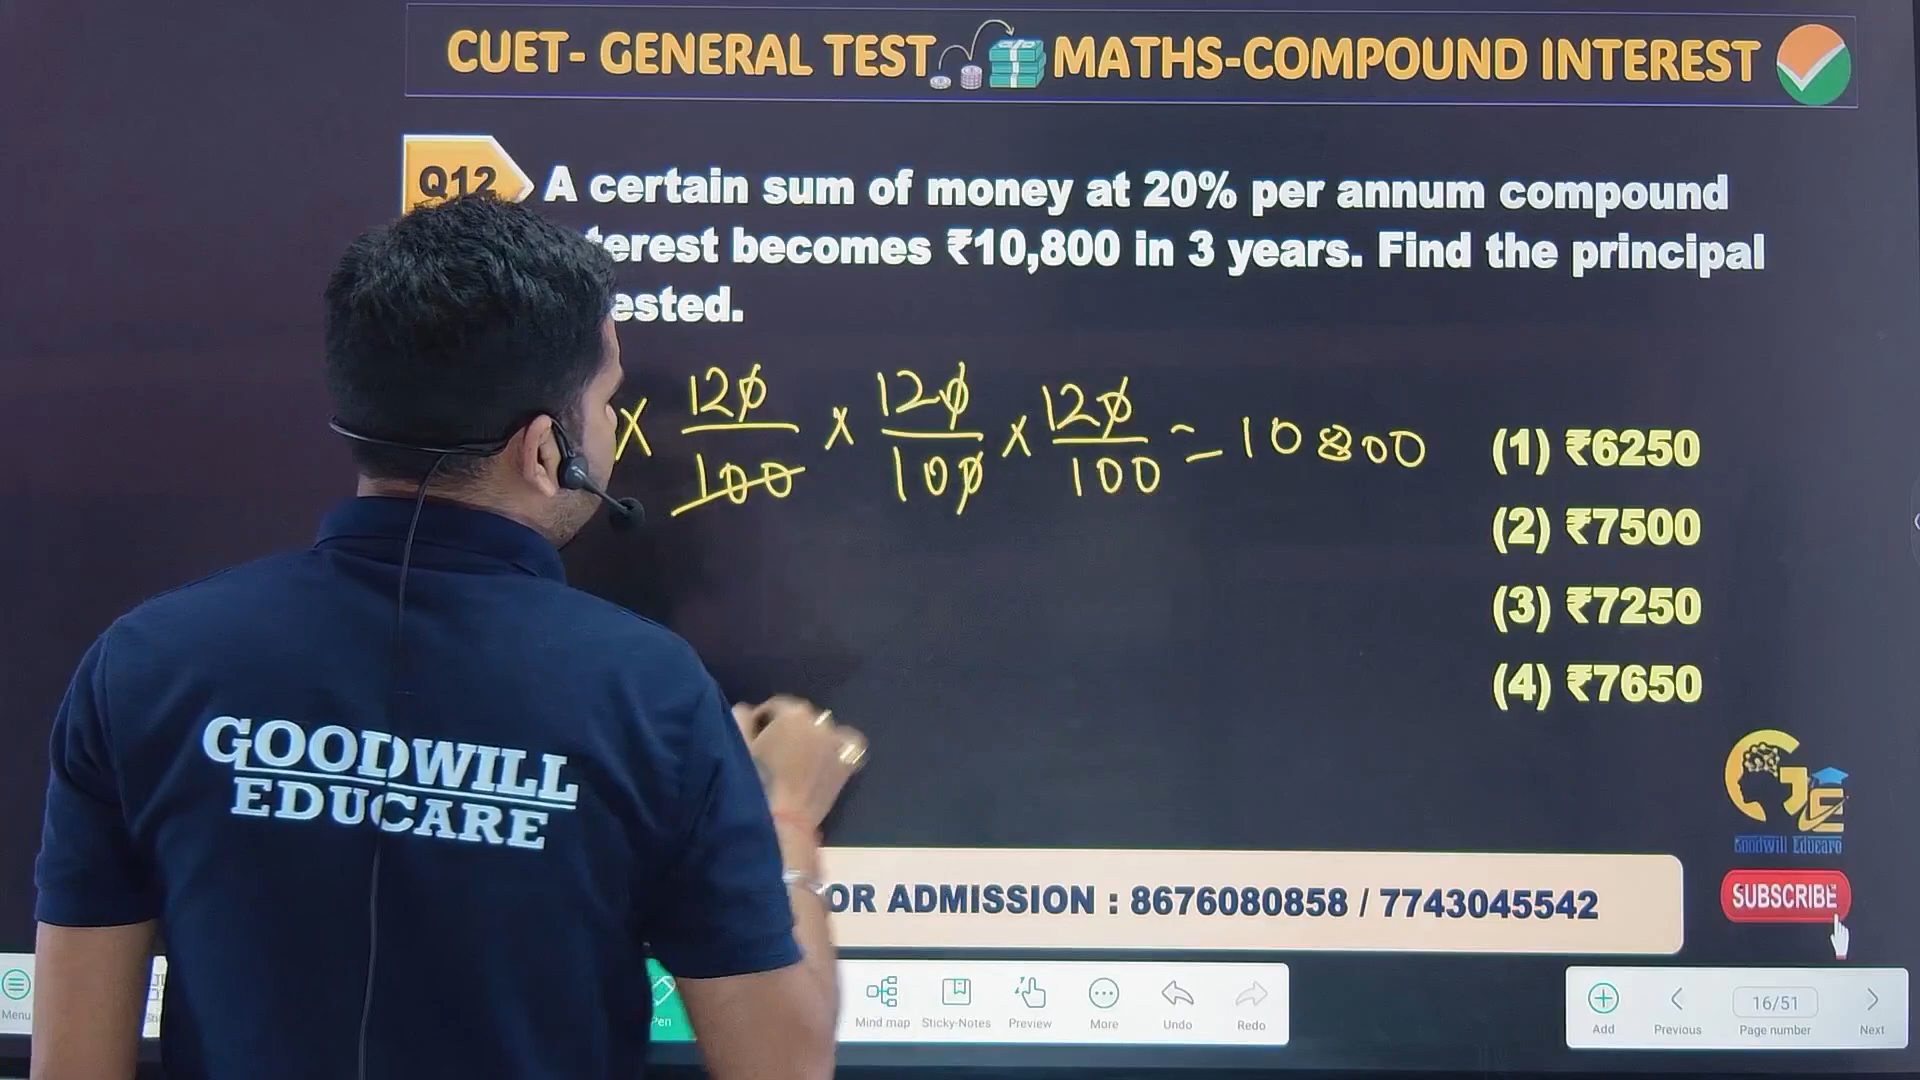 CUET- GENERAL TEST MATHS-COMPOUND INTEREST
Q12 A certain sum of money at 20% per annum compound
terest becomes ₹10,800 in 3 years. Find the principal
ested.
× 120/100 × 120/100 × 120/100 = 10800
(1) ₹6250
(2) ₹7500
(3) ₹7250
(4) ₹7650
GOODWILL
EDUCARE
Goodwill Educare
SUBSCRIBE
OR ADMISSION : 8676080858 / 7743045542
Menu
Pen
Mind map
Sticky-Notes
Preview
More
Undo
Redo
Add
Previous
16/51
Page number
Next